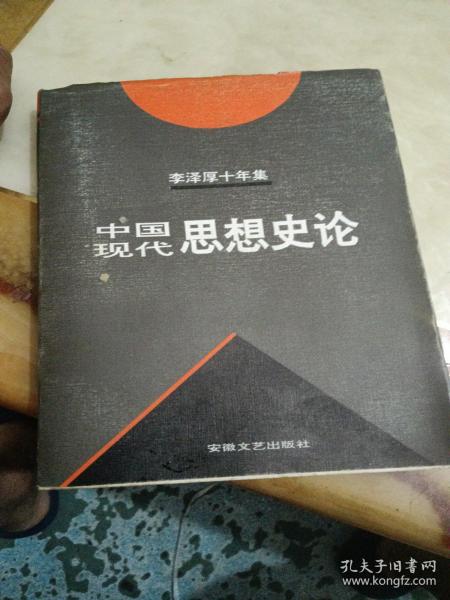 李泽厚十年集
中国
现代思想史论
安徽文艺出版社
孔夫子旧书网
www.kongfz.com